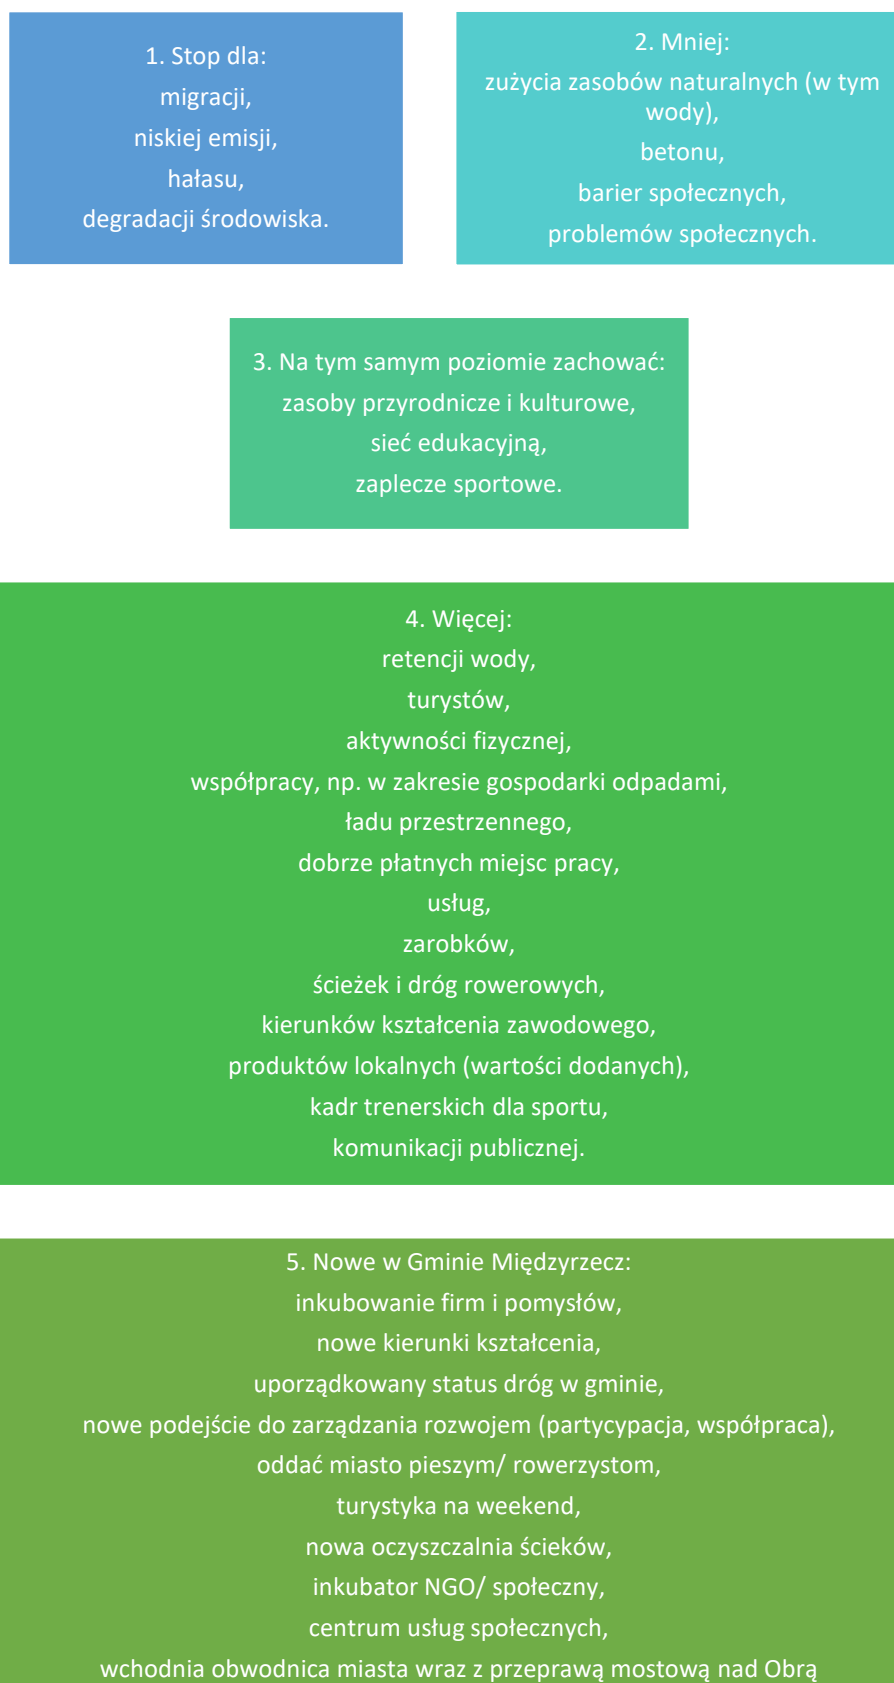 1. Stop dla:
migracji,
niskiej emisji,
hałasu,
degradacji środowiska.
2. Mniej:
zużycia zasobów naturalnych (w tym
wody),
betonu,
barier społecznych,
problemów społecznych.
3. Na tym samym poziomie zachować:
zasoby przyrodnicze i kulturowe,
sieć edukacyjną,
zaplecze sportowe.
4. Więcej:
retencji wody,
turystów,
aktywności fizycznej,
współpracy, np. w zakresie gospodarki odpadami,
ładu przestrzennego,
dobrze płatnych miejsc pracy,
usług,
zarobków,
ścieżek i dróg rowerowych,
kierunków kształcenia zawodowego,
produktów lokalnych (wartości dodanych),
kadr trenerskich dla sportu,
komunikacji publicznej.
5. Nowe w Gminie Międzyrzecz:
inkubowanie firm i pomysłów,
nowe kierunki kształcenia,
uporządkowany status dróg w gminie,
nowe podejście do zarządzania rozwojem (partycypacja, współpraca),
oddać miasto pieszym/ rowerzystom,
turystyka na weekend,
nowa oczyszczalnia ścieków,
inkubator NGO/ społeczny,
centrum usług społecznych,
wchodnia obwodnica miasta wraz z przeprawą mostową nad Obrą